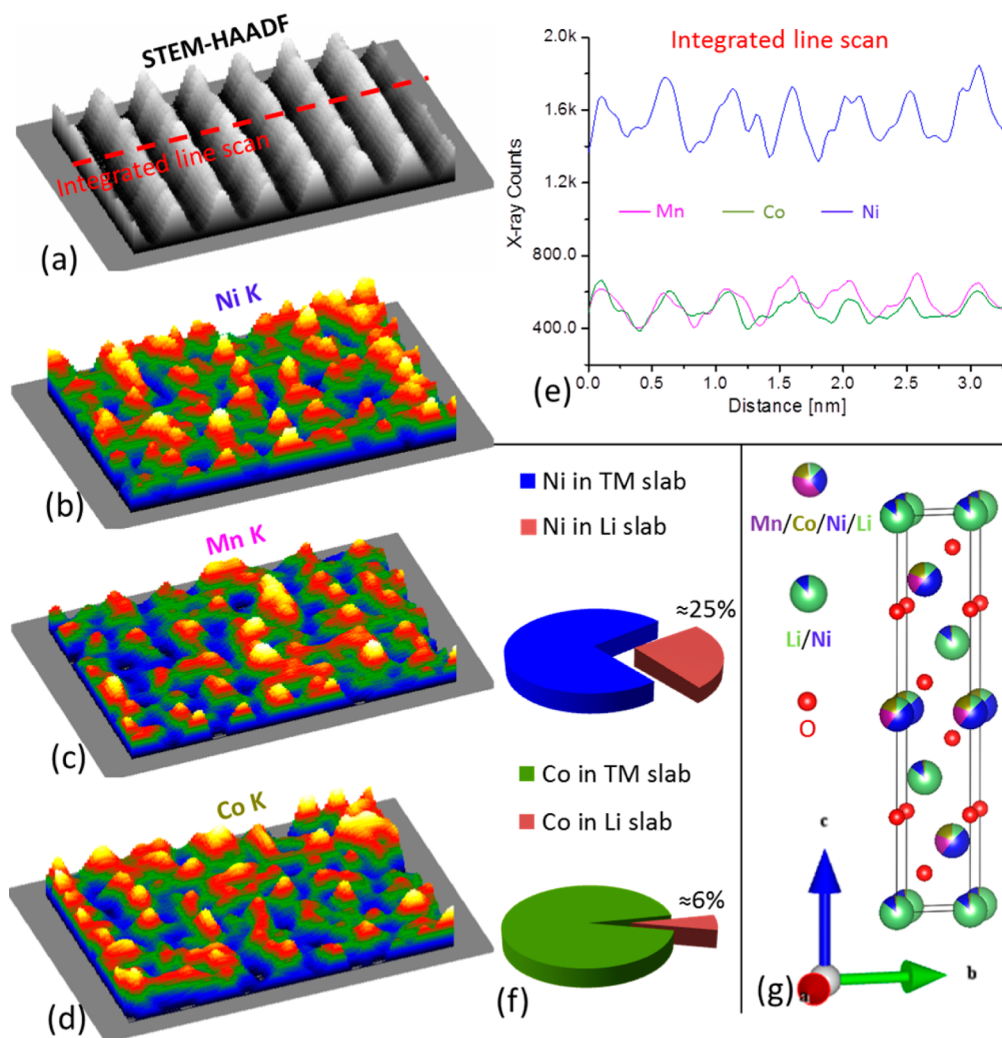 STEM-HAADF
Integrated line scan
(a)
Ni K
(b)
Mn K
(c)
Co K
(d)
Integrated line scan
X-ray Counts
2.0k
1.6k
1.2k
800.0
400.0
Mn
Co
Ni
0.0 0.5 1.0 1.5 2.0 2.5 3.0
Distance [nm]
(e)
Ni in TM slab
Ni in Li slab
≈25%
Co in TM slab
Co in Li slab
≈6%
(f)
Mn/Co/Ni/Li
Li/Ni
O
c
b
a
(g)